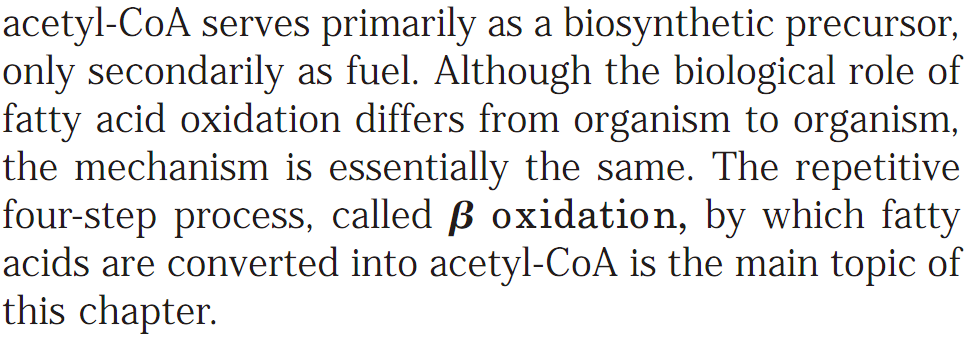 acetyl-CoA serves primarily as a biosynthetic precursor,
only secondarily as fuel. Although the biological role of
fatty acid oxidation differs from organism to organism,
the mechanism is essentially the same. The repetitive
four-step process, called β oxidation, by which fatty
acids are converted into acetyl-CoA is the main topic of
this chapter.